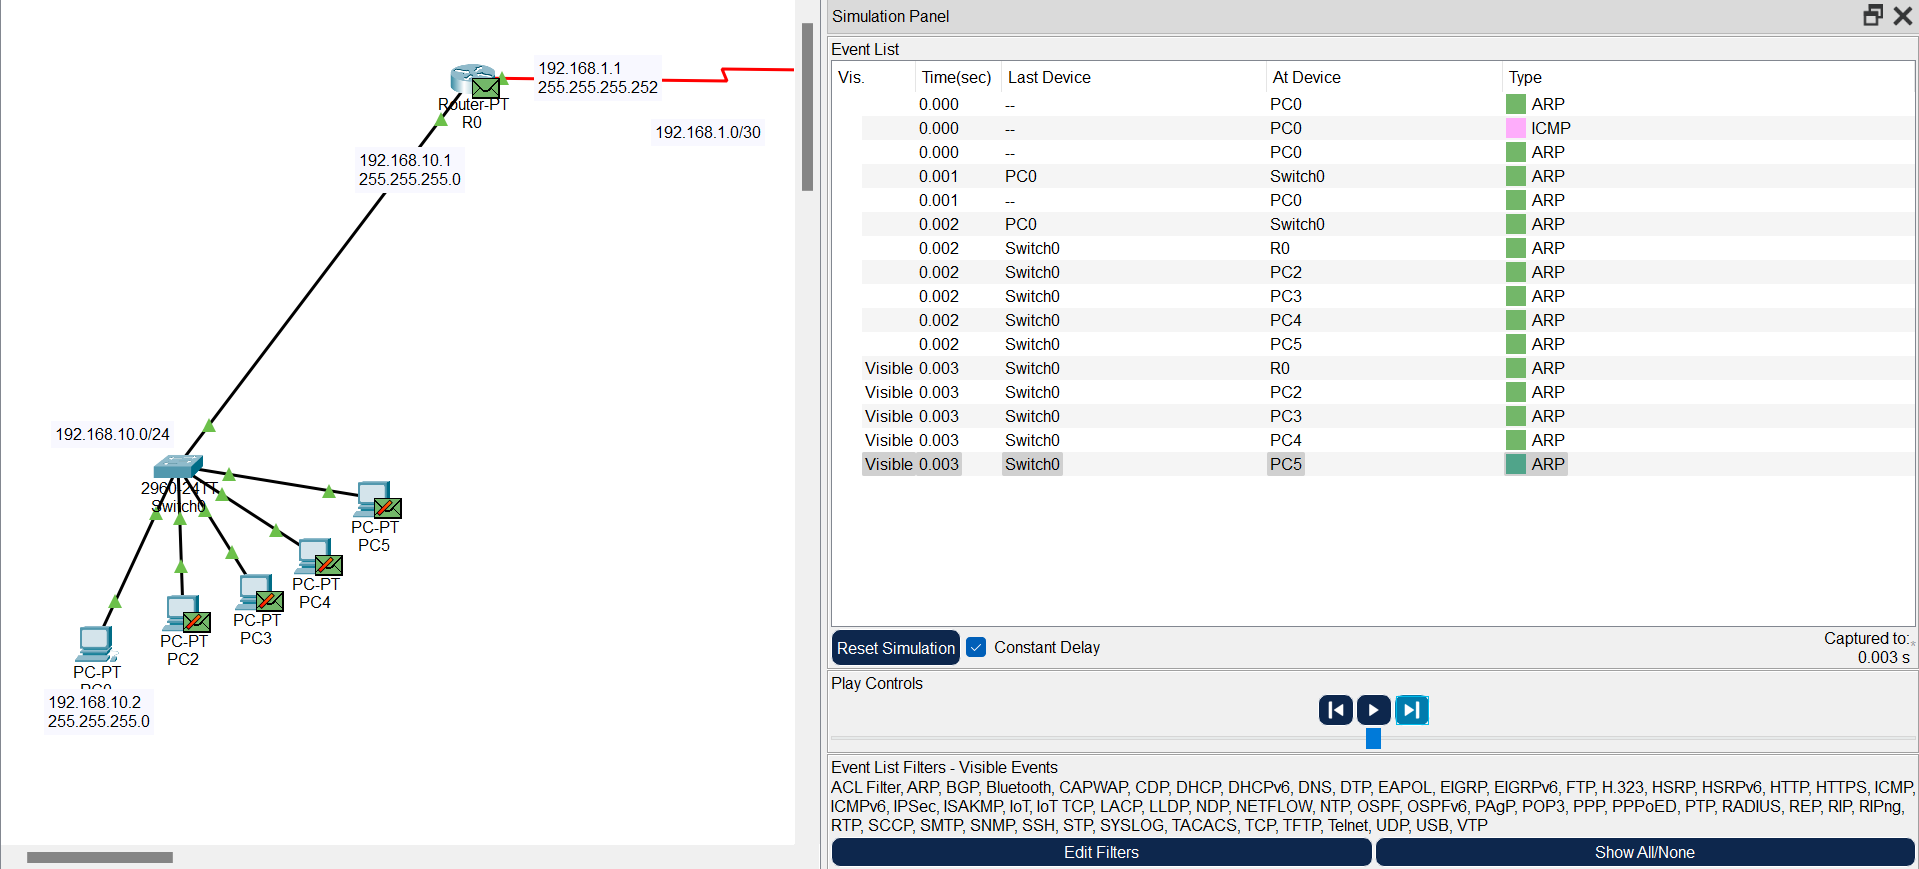 192.168.1.1
255.255.255.252
Router-PT
R0
192.168.1.0/30
192.168.10.1
255.255.255.0
192.168.10.0/24
2960-24TT
Switch0
PC-PT
PC5
PC-PT
PC4
PC-PT
PC3
PC-PT
PC2
PC-PT
PC0
192.168.10.2
255.255.255.0
Simulation Panel
Event List
Vis. Time(sec) Last Device At Device Type
0.000 -- PC0 ARP
0.000 -- PC0 ICMP
0.000 -- PC0 ARP
0.001 PC0 Switch0 ARP
0.001 -- PC0 ARP
0.002 PC0 Switch0 ARP
0.002 Switch0 R0 ARP
0.002 Switch0 PC2 ARP
0.002 Switch0 PC3 ARP
0.002 Switch0 PC4 ARP
0.002 Switch0 PC5 ARP
Visible 0.003 Switch0 R0 ARP
Visible 0.003 Switch0 PC2 ARP
Visible 0.003 Switch0 PC3 ARP
Visible 0.003 Switch0 PC4 ARP
Visible 0.003 Switch0 PC5 ARP
Reset Simulation Constant Delay
Captured to:
0.003 s
Play Controls
Event List Filters - Visible Events
ACL Filter, ARP, BGP, Bluetooth, CAPWAP, CDP, DHCP, DHCPv6, DNS, DTP, EAPOL, EIGRP, EIGRPv6, FTP, H.323, HSRP, HSRPv6, HTTP, HTTPS, ICMP,
ICMPv6, IPSec, ISAKMP, IoT, IoT TCP, LACP, LLDP, NDP, NETFLOW, NTP, OSPF, OSPFv6, PAgP, POP3, PPP, PPPoED, PTP, RADIUS, REP, RIP, RIPng,
RTP, SCCP, SMTP, SNMP, SSH, STP, SYSLOG, TACACS, TCP, TFTP, Telnet, UDP, USB, VTP
Edit Filters Show All/None